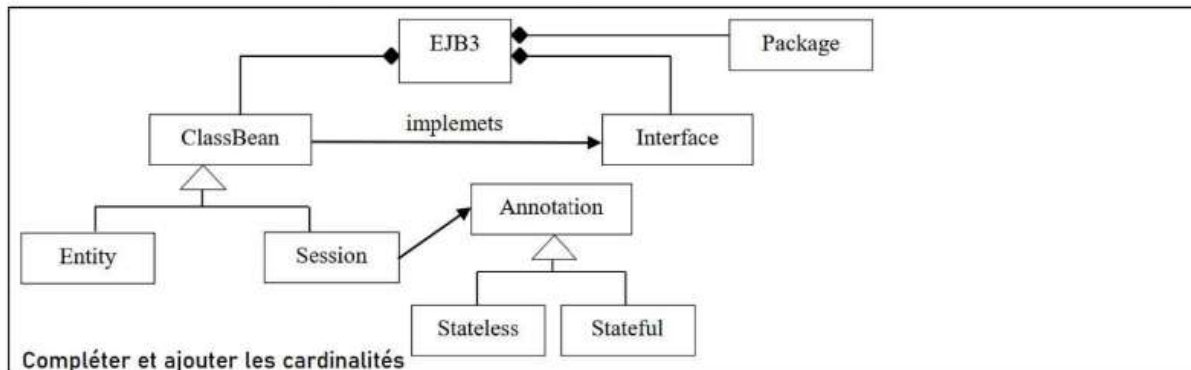 EJB3
Package
ClassBean
implemets
Interface
Annotation
Entity
Session
Stateless
Stateful
Compléter et ajouter les cardinalités